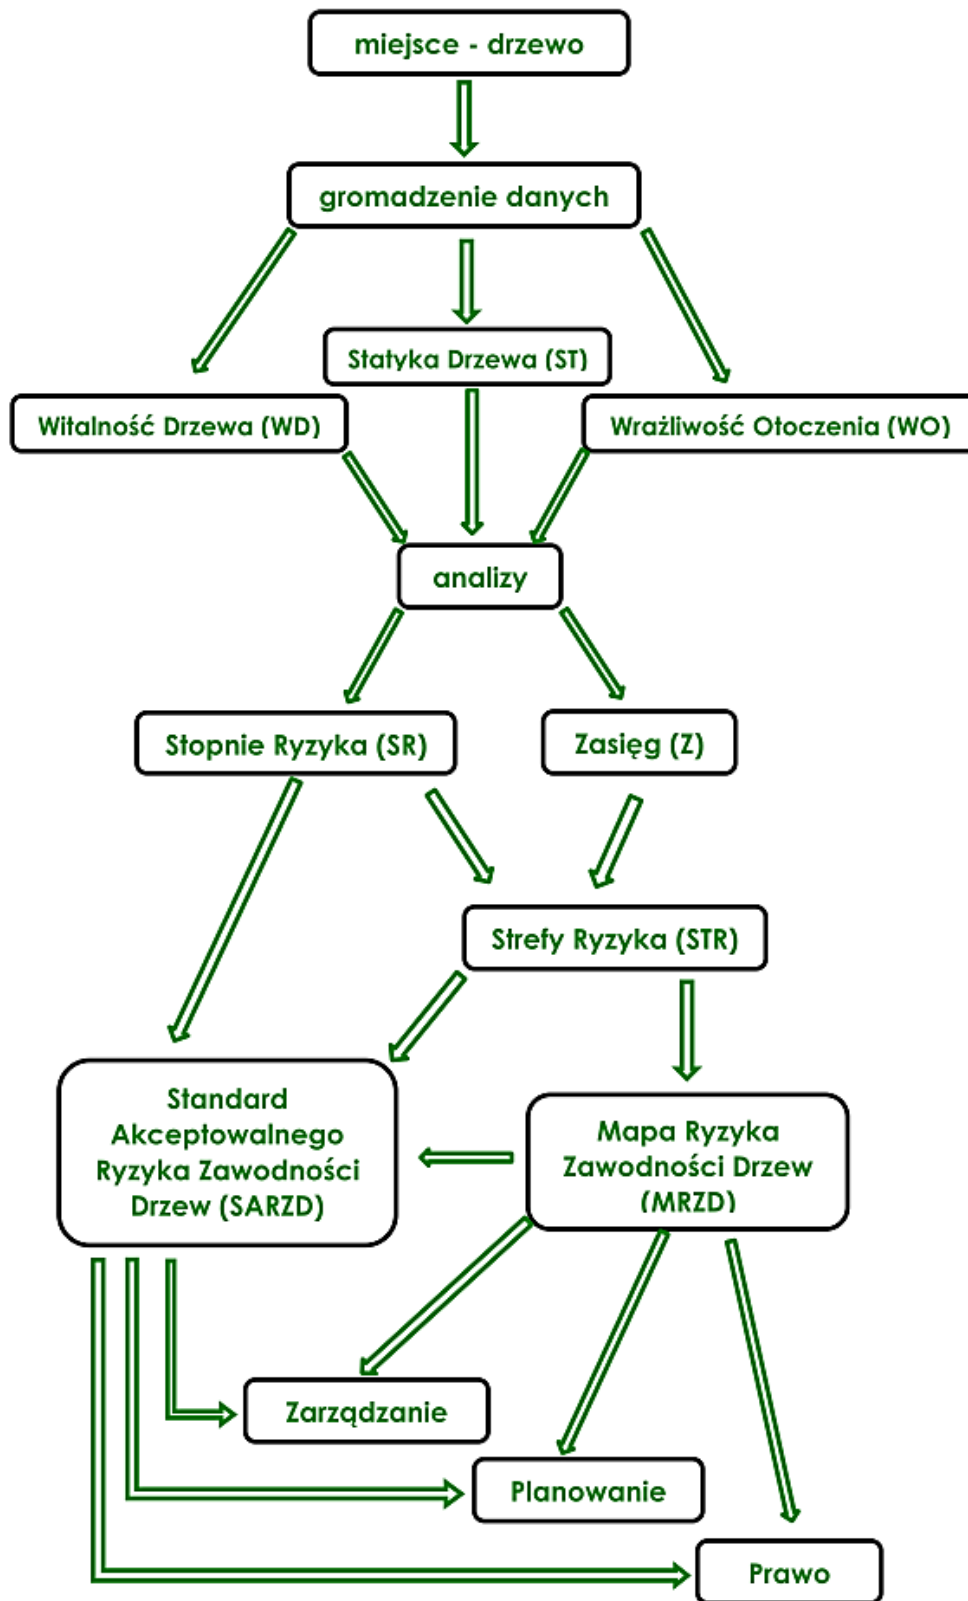 miejsce - drzewo
gromadzenie danych
Statyka Drzewa (ST)
Witalność Drzewa (WD)
Wrażliwość Otoczenia (WO)
analizy
Stopnie Ryzyka (SR)
Zasięg (Z)
Strefy Ryzyka (STR)
Standard
Akceptowalnego
Ryzyka Zawodności
Drzew (SARZD)
Mapa Ryzyka
Zawodności Drzew
(MRZD)
Zarządzanie
Planowanie
Prawo